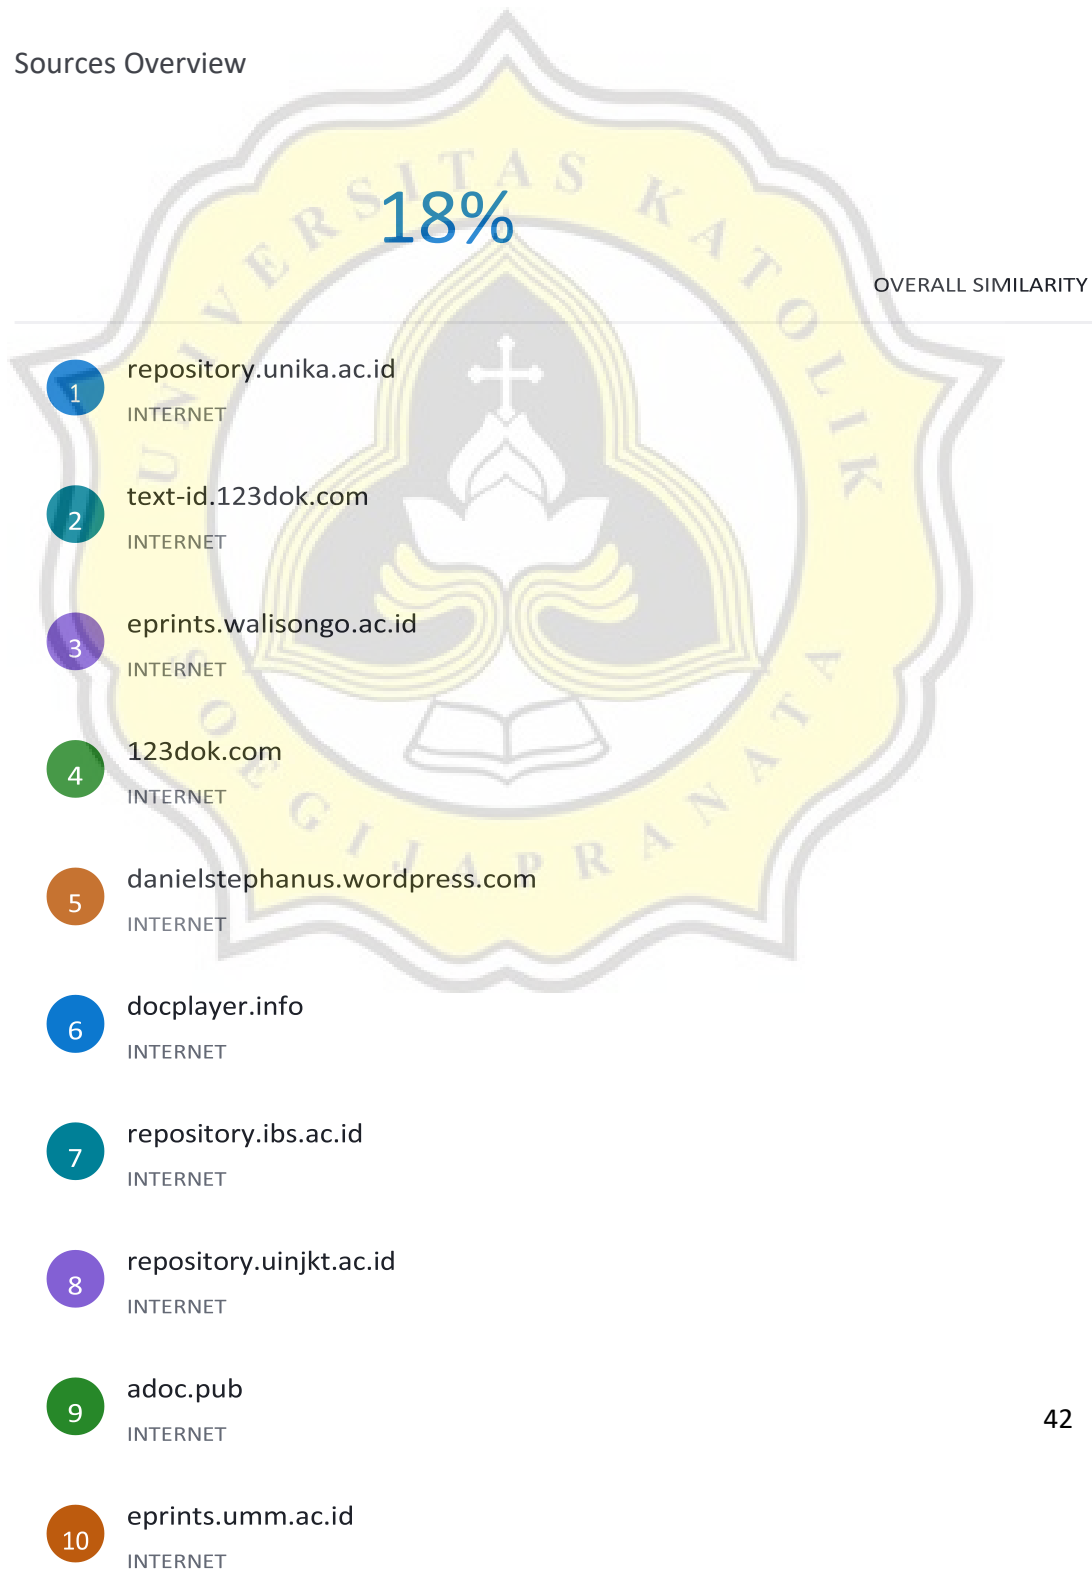 Sources Overview
UNIVERSITAS KATOLIK
18%
OVERALL SIMILARITY
1
repository.unika.ac.id
INTERNET
2
text-id.123dok.com
INTERNET
3
eprints.walisongo.ac.id
INTERNET
4
123dok.com
INTERNET
SOEGIJAPRANATA
5
danielstephanus.wordpress.com
INTERNET
6
docplayer.info
INTERNET
7
repository.ibs.ac.id
INTERNET
8
repository.uinjkt.ac.id
INTERNET
9
adoc.pub
INTERNET
42
10
eprints.umm.ac.id
INTERNET